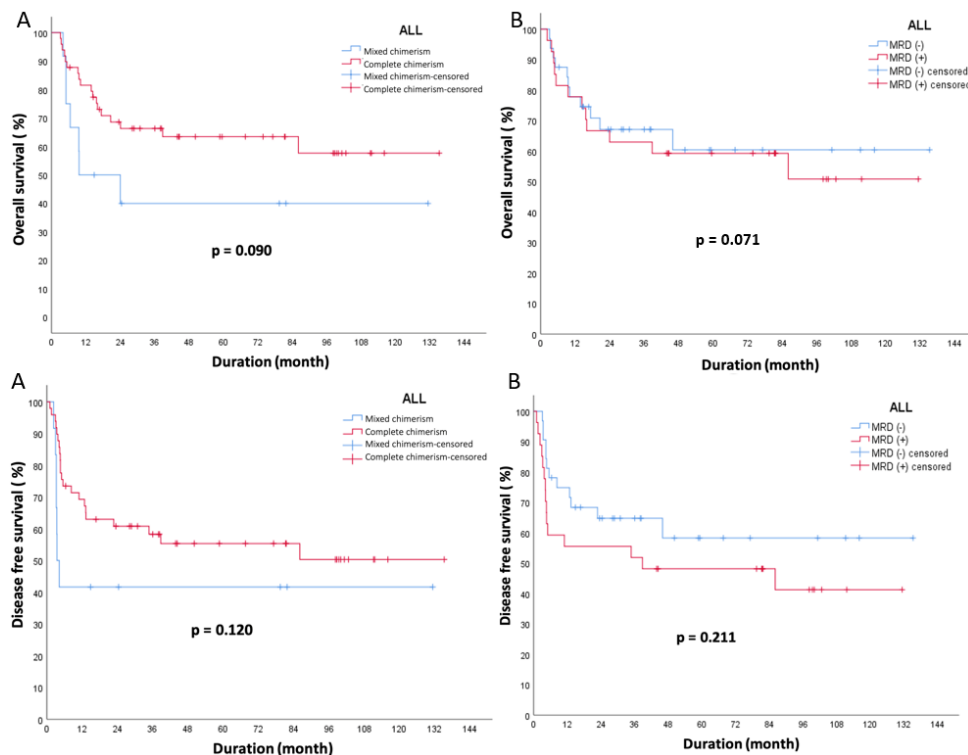 A
ALL
Mixed chimerism
Complete chimerism
Mixed chimerism-censored
Complete chimerism-censored
Overall survival ( %)
100
90
80
70
60
50
40
30
20
10
0
p = 0.090
0 12 24 36 48 60 72 84 96 108 120 132 144
Duration (month)
B
ALL
MRD (-)
MRD (+)
MRD (-) censored
MRD (+) censored
Overall survival ( %)
100
90
80
70
60
50
40
30
20
10
0
p = 0.071
0 12 24 36 48 60 72 84 96 108 120 132 144
Duration (month)
A
ALL
Mixed chimerism
Complete chimerism
Mixed chimerism-censored
Complete chimerism-censored
Disease free survival ( %)
100
90
80
70
60
50
40
30
20
10
0
p = 0.120
0 12 24 36 48 60 72 84 96 108 120 132 144
Duration (month)
B
ALL
MRD (-)
MRD (+)
MRD (-) censored
MRD (+) censored
Disease free survival ( %)
100
90
80
70
60
50
40
30
20
10
0
p = 0.211
0 12 24 36 48 60 72 84 96 108 120 132 144
Duration (month)